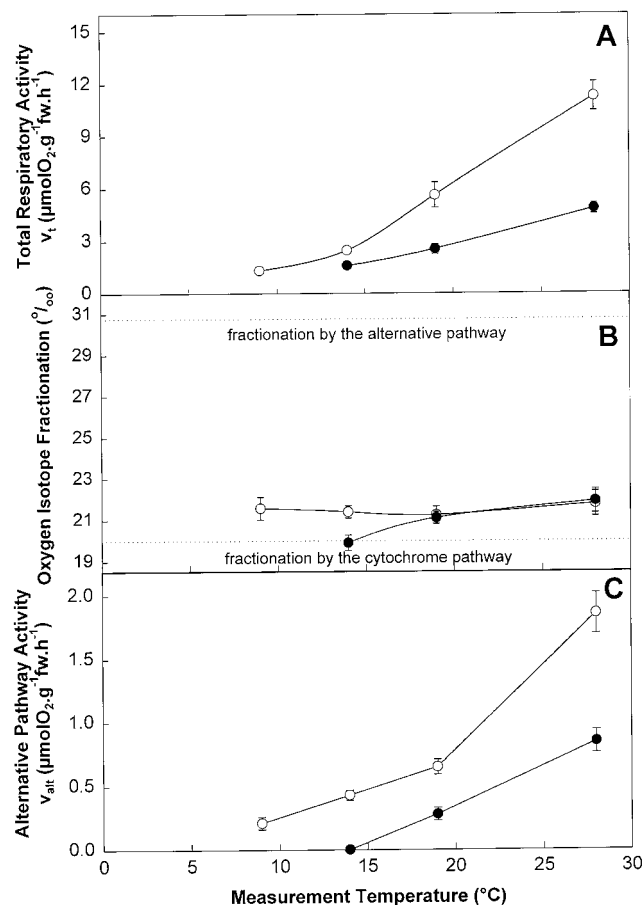 A
Total Respiratory Activity
vt (µmolO2.g-1fw.h-1)
15
12
9
6
3
0
B
Oxygen Isotope Fractionation (°/oo)
31
29
27
25
23
21
19
fractionation by the alternative pathway
fractionation by the cytochrome pathway
C
Alternative Pathway Activity
valt (µmolO2.g-1fw.h-1)
2.0
1.5
1.0
0.5
0.0
0 5 10 15 20 25 30
Measurement Temperature (°C)